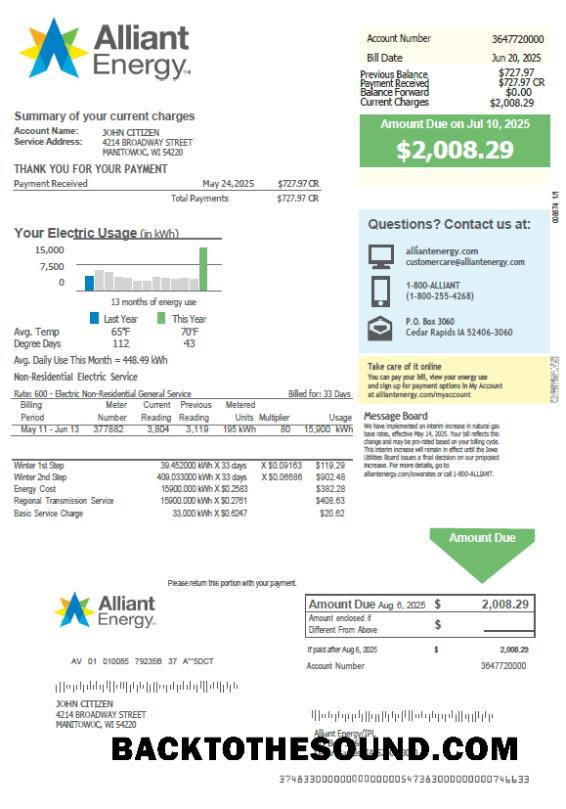 Alliant
Energy™
Account Number 3647720000
Bill Date Jun 20, 2025
Previous Balance $727.97
Payment Received $727.97 CR
Balance Forward $0.00
Current Charges $2,008.29
Amount Due on Jul 10, 2025
$2,008.29
Summary of your current charges
Account Name: JOHN CITIZEN
Service Address: 4214 BROADWAY STREET
MANITOWOC, WI 54220
THANK YOU FOR YOUR PAYMENT
Payment Received May 24,2025 $727.97 CR
Total Payments $727.97 CR
008874 1/1
Your Electric Usage (in kWh)
15,000
7,500
0
13 months of energy use
Last Year This Year
Avg. Temp 65°F 70°F
Degree Days 112 43
Avg. Daily Use This Month = 448.49 kWh
Questions? Contact us at:
alliantenergy.com
customercare@alliantenergy.com
1-800-ALLIANT
(1-800-255-4268)
P.O. Box 3060
Cedar Rapids IA 52406-3060
Take care of it online
You can pay your bill, view your energy use
and sign up for payment options in My Account
at alliantenergy.com/myaccount
Non-Residential Electric Service
Rate: 600 - Electric Non-Residential General Service Billed for: 33 Days
Billing Meter Current Previous Metered
Period Number Reading Reading Units Multiplier Usage
May 11 - Jun 13 377882 3,804 3,119 195 kWh 80 15,900 kWh
Message Board
We have implemented an interim increase in natural gas
base rates, effective May 14, 2025. Your bill reflects this
change and may be pro-rated based on your billing cycle.
This interim increase will remain in effect until the Iowa
Utilities Board issues a final decision on our proposed
increase. For more details, go to
alliantenergy.com/iowarates or call 1-800-ALLIANT.
Winter 1st Step 39.452000 kWh X 33 days X $0.09163 $119.29
Winter 2nd Step 409.033000 kWh X 33 days X $0.06686 $902.48
Energy Cost 15900.000 kWh X $0.2583 $382.28
Regional Transmission Service 15900.000 kWh X $0.2761 $408.63
Basic Service Charge 33.000 kWh X $0.6247 $20.62
Amount Due
Please return this portion with your payment.
Alliant
Energy.
Amount Due Aug 6, 2025 $ 2,008.29
Amount enclosed if
Different From Above $
If paid after Aug 6, 2025 $ 2,008.29
Account Number 3647720000
AV 01 010085 79235B 37 A**5DCT
JOHN CITIZEN
4214 BROADWAY STREET
MANITOWOC, WI 54220
Alliant Energy/IPL
BACKTOTHESOUND.COM